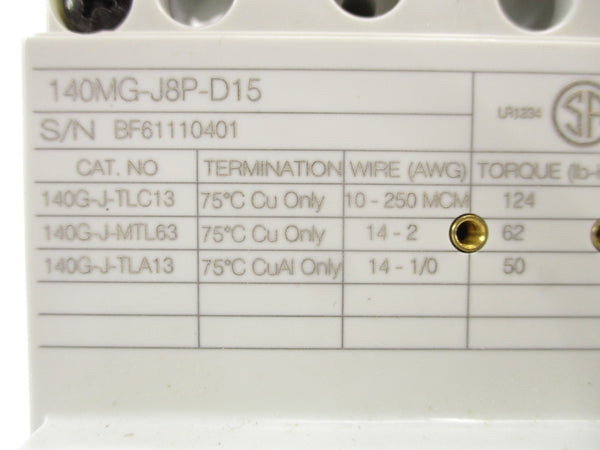 140MG-J8P-D15
LR1234
SA
S/N BF61110401
CAT. NO TERMINATION WIRE (AWG) TORQUE (lb-
140G-J-TLC13 75°C Cu Only 10 - 250 MCM 124
140G-J-MTL63 75°C Cu Only 14 - 2 62
140G-J-TLA13 75°C CuAl Only 14 - 1/0 50